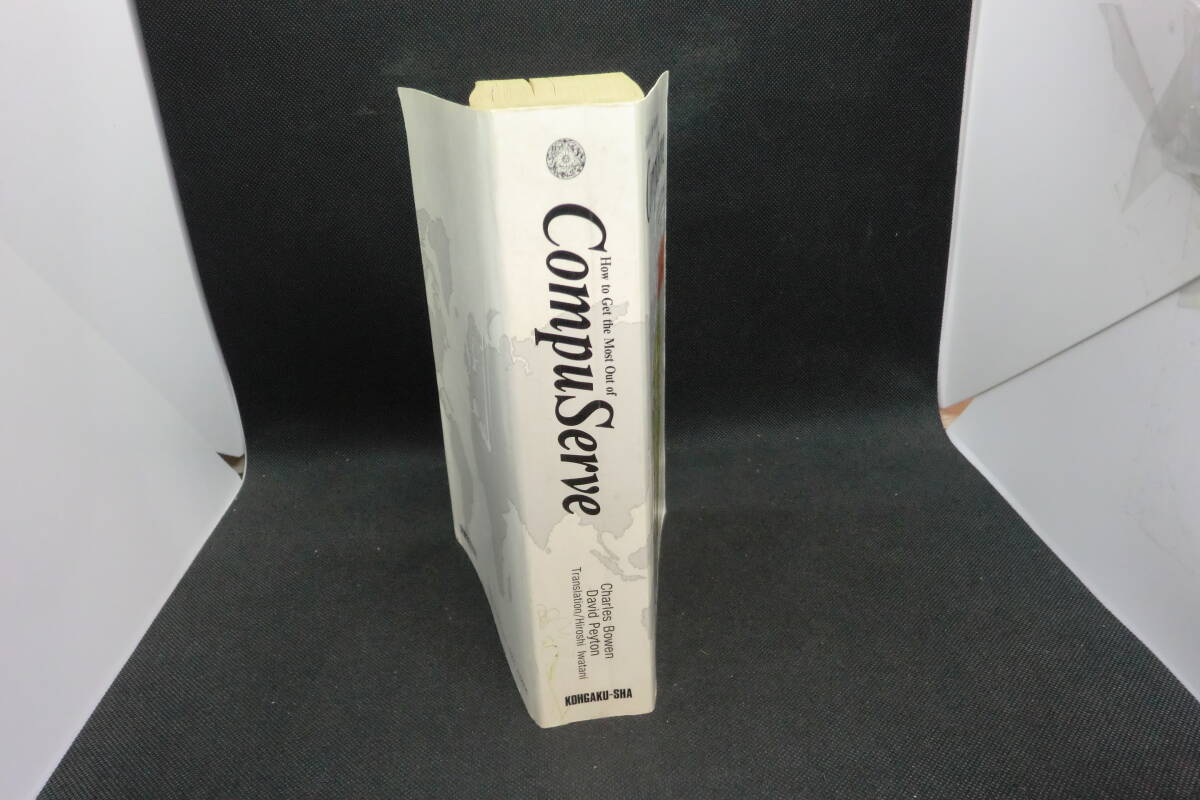 How to Get the Most Out of
CompuServe
Charles Bowen
David Peyton
Translation/Hiroshi Iwatani
KOHGAKU-SHA